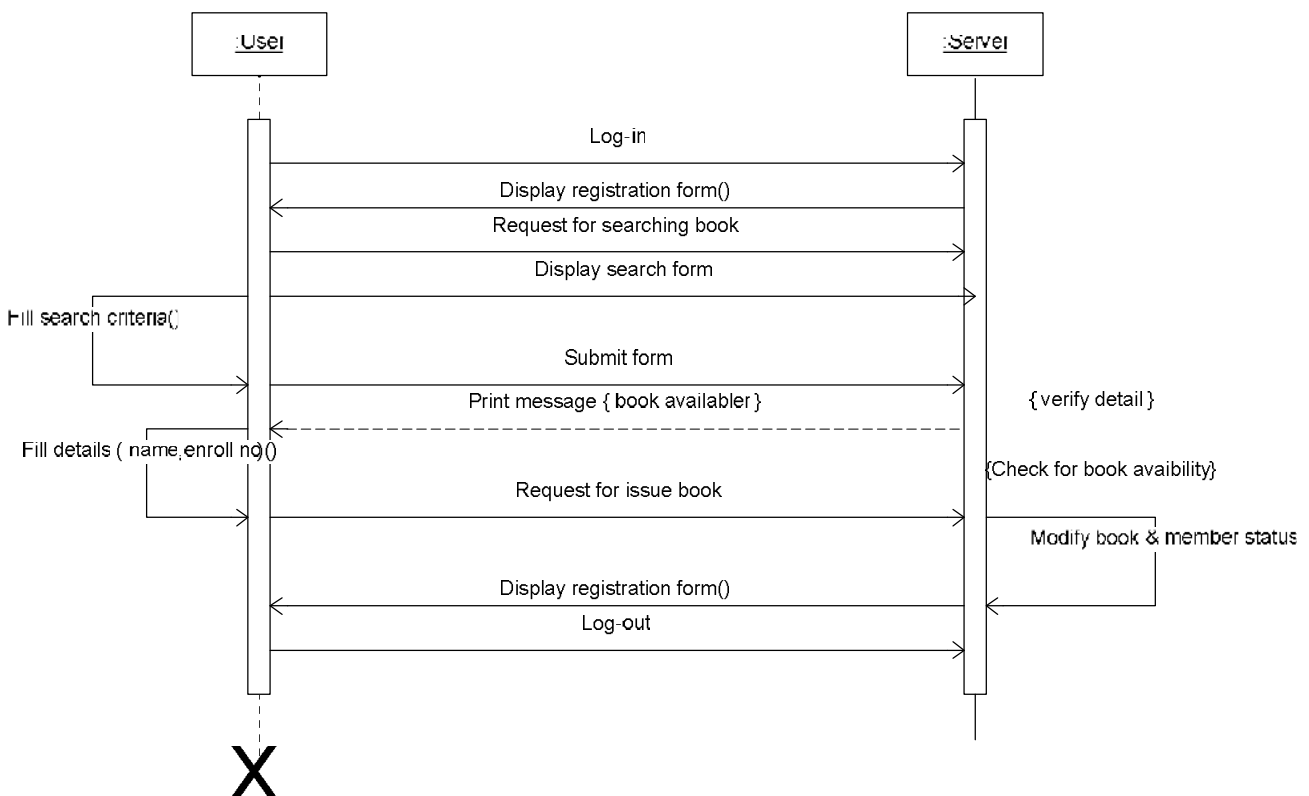 :User
:Server
Log-in
Display registration form()
Request for searching book
Display search form
Fill search criteria()
Submit form
Print message { book availabler }
{ verify detail }
Fill details ( name,enroll no)()
{Check for book avaibility}
Request for issue book
Modify book & member status
Display registration form()
Log-out
X